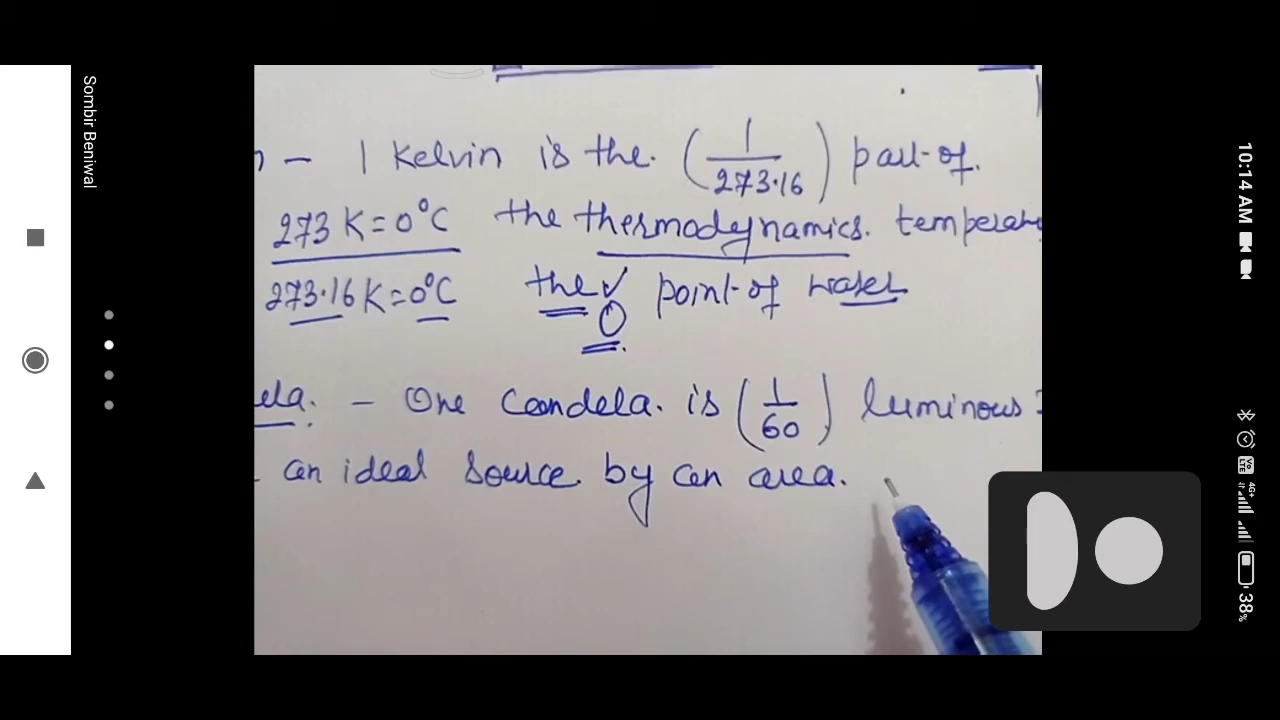 Sombir Beniwal
10:14 AM
4G+
38%
– 1 Kelvin is the (1/273.16) part of
273 K = 0°C the thermodynamics. temperatu
273.16 K = 0°C the point of water
ela. – One Candela. is (1/60) luminous
an ideal source by an area.